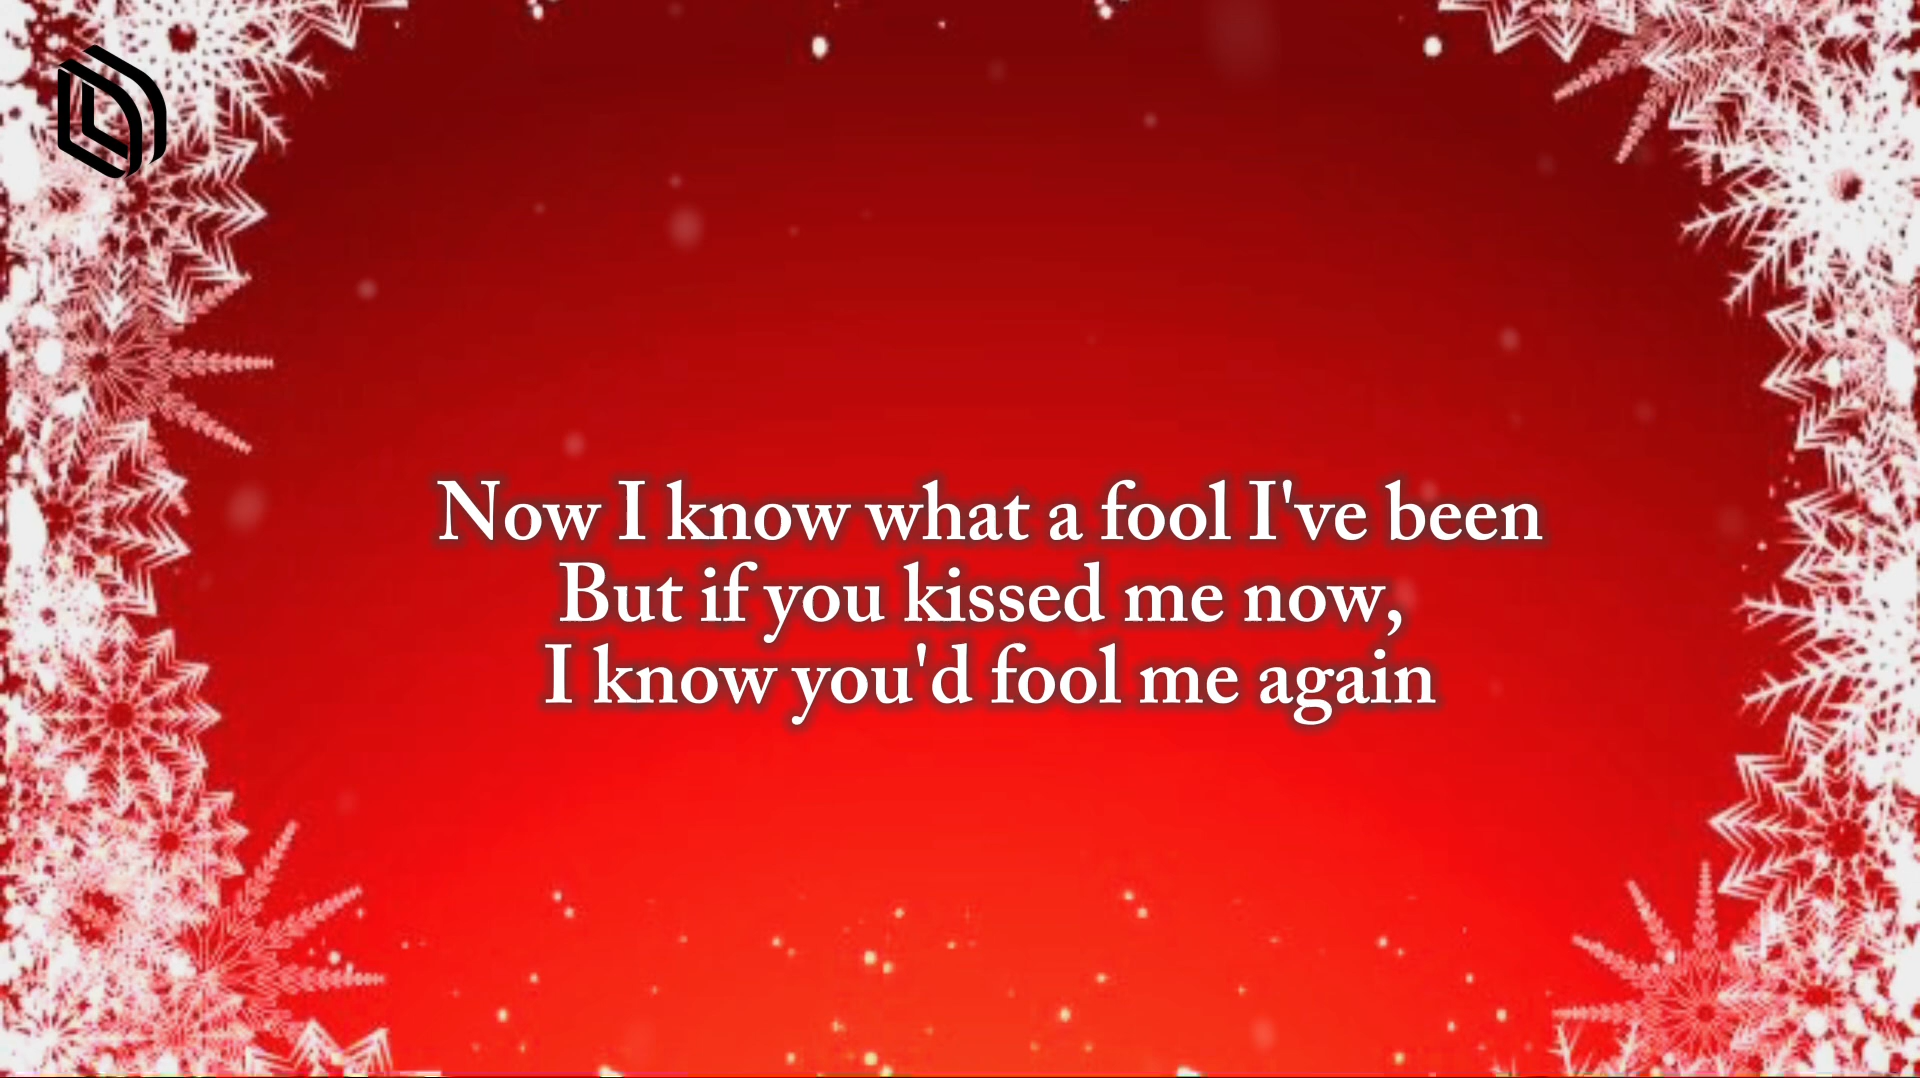 Now I know what a fool I've been
But if you kissed me now,
I know you'd fool me again